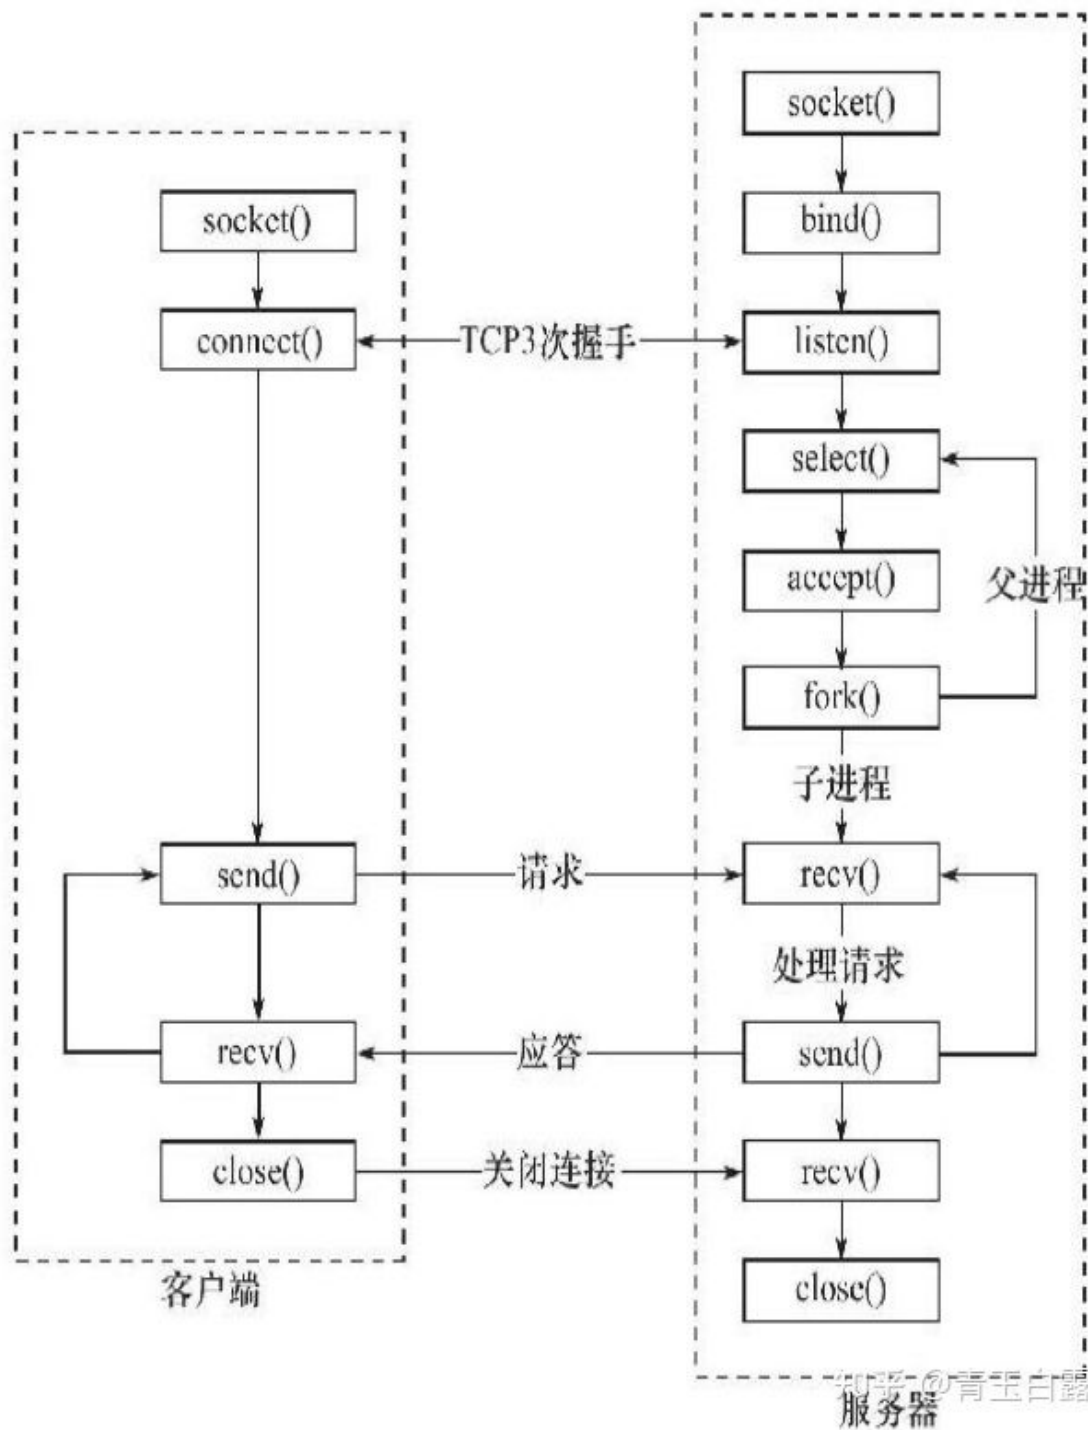 socket()
bind()
listen()
select()
accept()
父进程
fork()
子进程
recv()
处理请求
send()
recv()
close()
服务器
socket()
connect()
TCP3次握手
send()
请求
recv()
应答
close()
关闭连接
客户端
知乎 @青玉白露